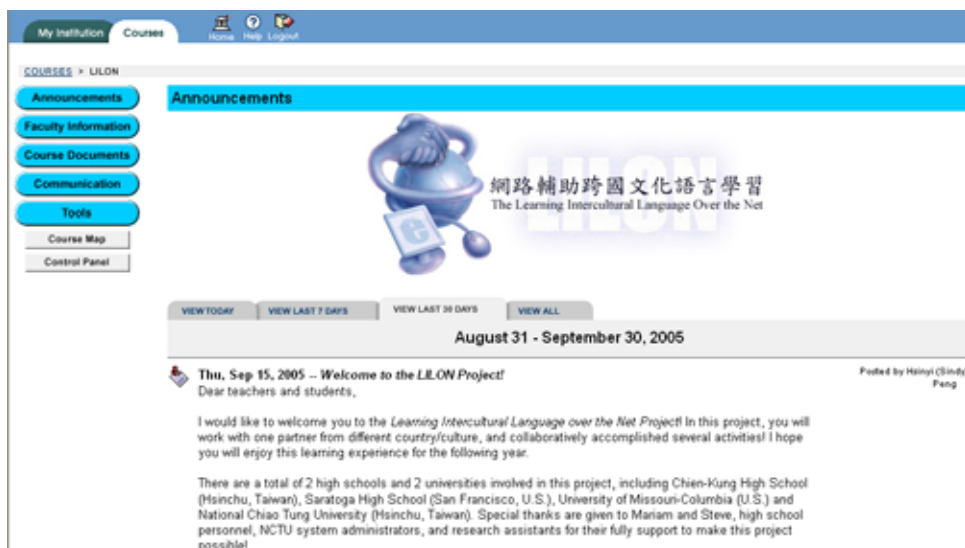 My Institution Courses Home Help Logout
COURSES > LILON
Announcements
Faculty Information
Course Documents
Communication
Tools
Course Map
Control Panel
Announcements
LILON
網路輔助跨國文化語言學習
The Learning Intercultural Language Over the Net
e
VIEW TODAY VIEW LAST 7 DAYS VIEW LAST 30 DAYS VIEW ALL
August 31 - September 30, 2005
Thu, Sep 15, 2005 -- Welcome to the LILON Project!
Posted by Hsinyi (Sindy
Peng
Dear teachers and students,
I would like to welcome you to the Learning Intercultural Language over the Net Project! In this project, you will
work with one partner from different country/culture, and collaboratively accomplished several activities! I hope
you will enjoy this learning experience for the following year.
There are a total of 2 high schools and 2 universities involved in this project, including Chien-Kung High School
(Hsinchu, Taiwan), Saratoga High School (San Francisco, U.S.), University of Missouri-Columbia (U.S.) and
National Chiao Tung University (Hsinchu, Taiwan). Special thanks are given to Mariam and Steve, high school
personnel, NCTU system administrators, and research assistants for their fully support to make this project
possible!